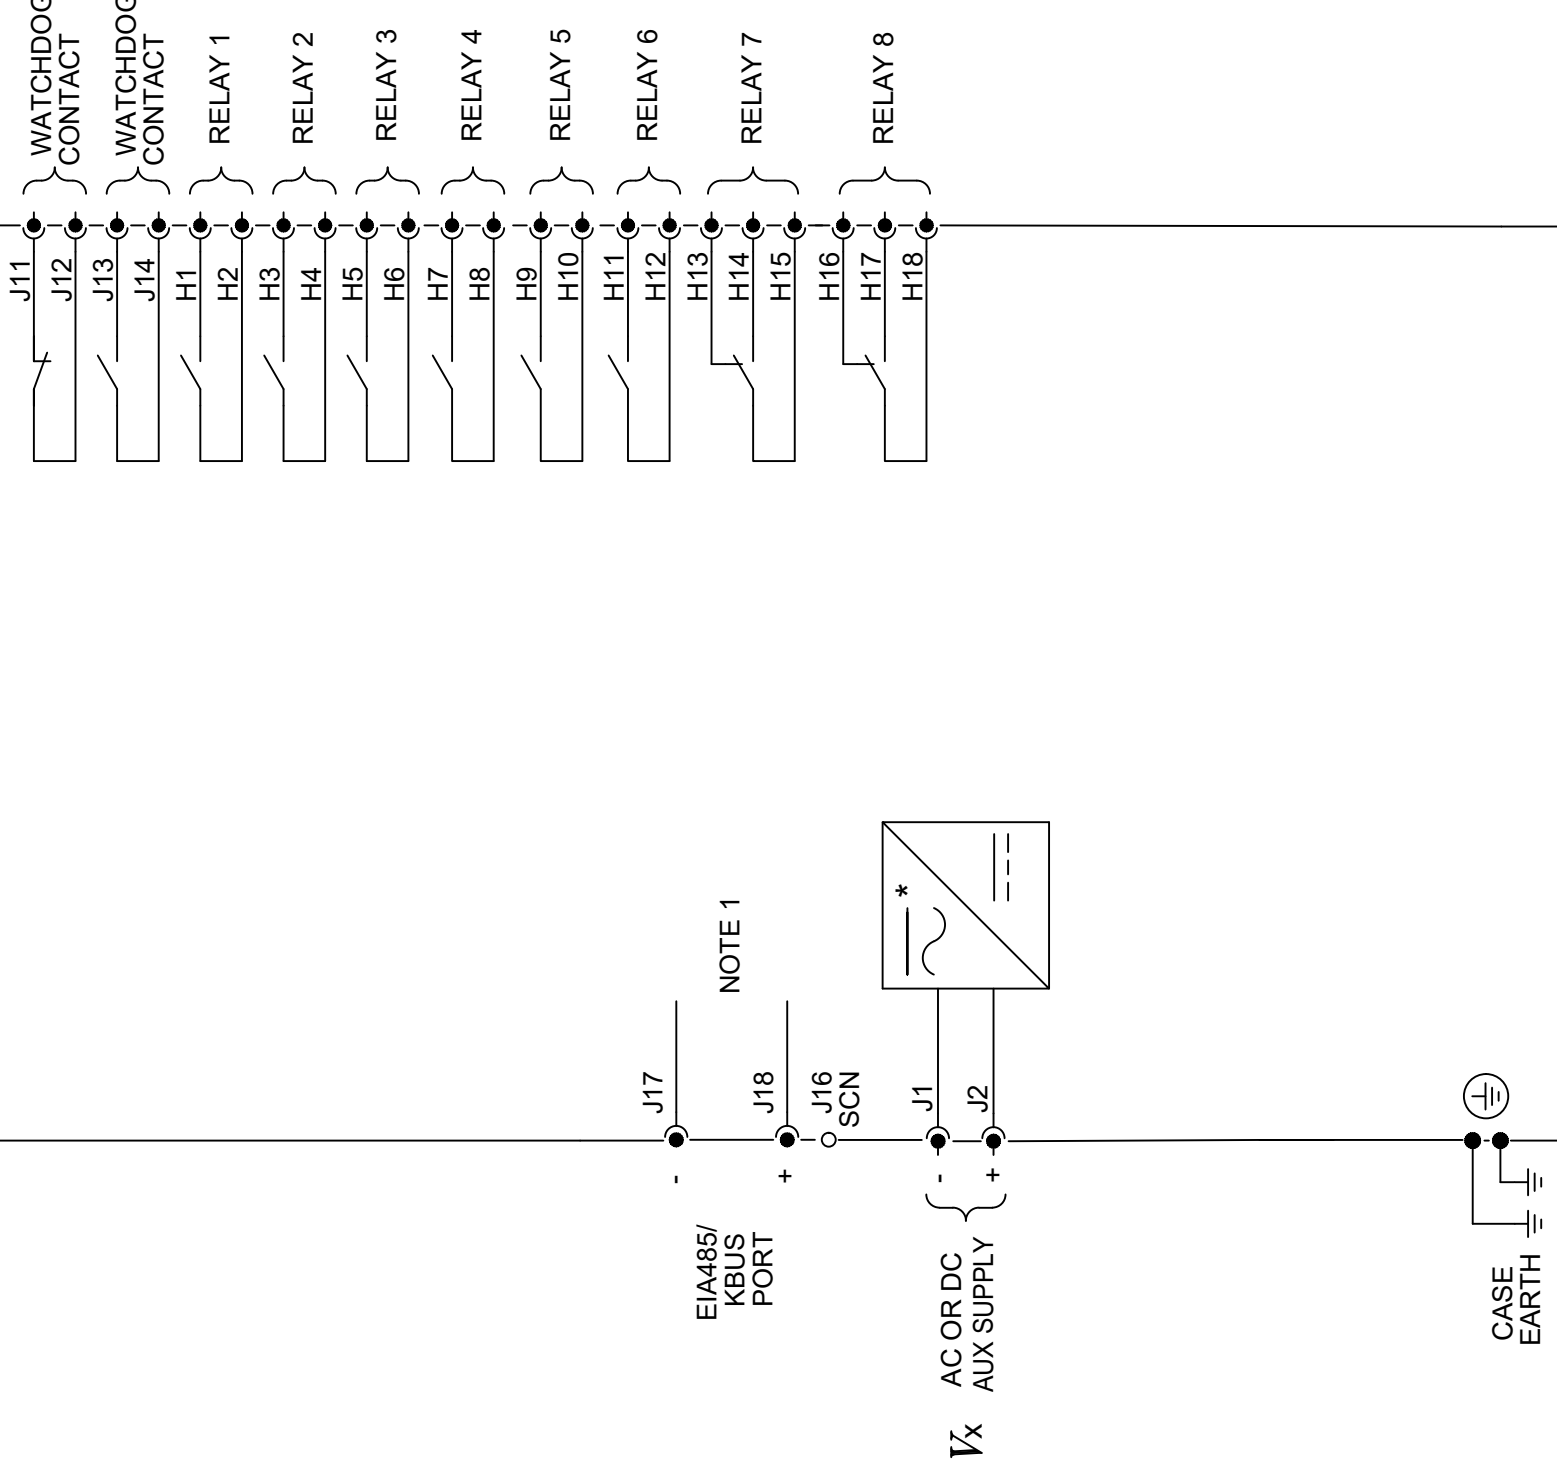 WATCHDOG
CONTACT
WATCHDOG
CONTACT
RELAY 1
RELAY 2
RELAY 3
RELAY 4
RELAY 5
RELAY 6
RELAY 7
RELAY 8
J11
J12
J13
J14
H1
H2
H3
H4
H5
H6
H7
H8
H9
H10
H11
H12
H13
H14
H15
H16
H17
H18
*
NOTE 1
J17
J18
J16
SCN
J1
J2
-
+
-
+
EIA485/
KBUS
PORT
AC OR DC
AUX SUPPLY
Vx
CASE
EARTH